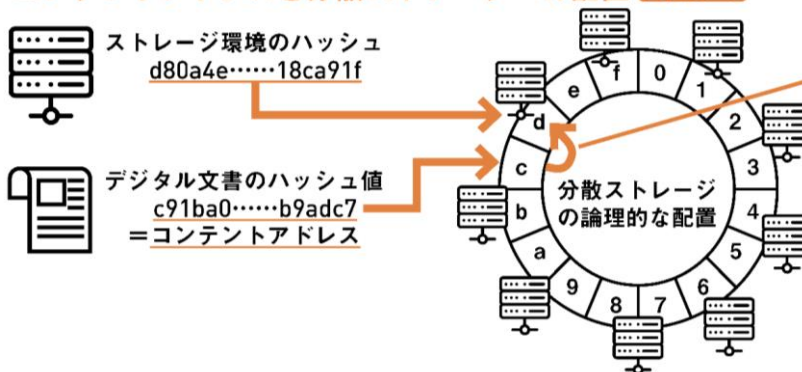 ストレージ環境のハッシュ
d80a4e……18ca91f
デジタル文書のハッシュ値
c91ba0……b9adc7
＝コンテントアドレス
0
1
2
3
4
5
6
7
8
9
a
b
c
d
e
f
分散ストレージ
の論理的な配置